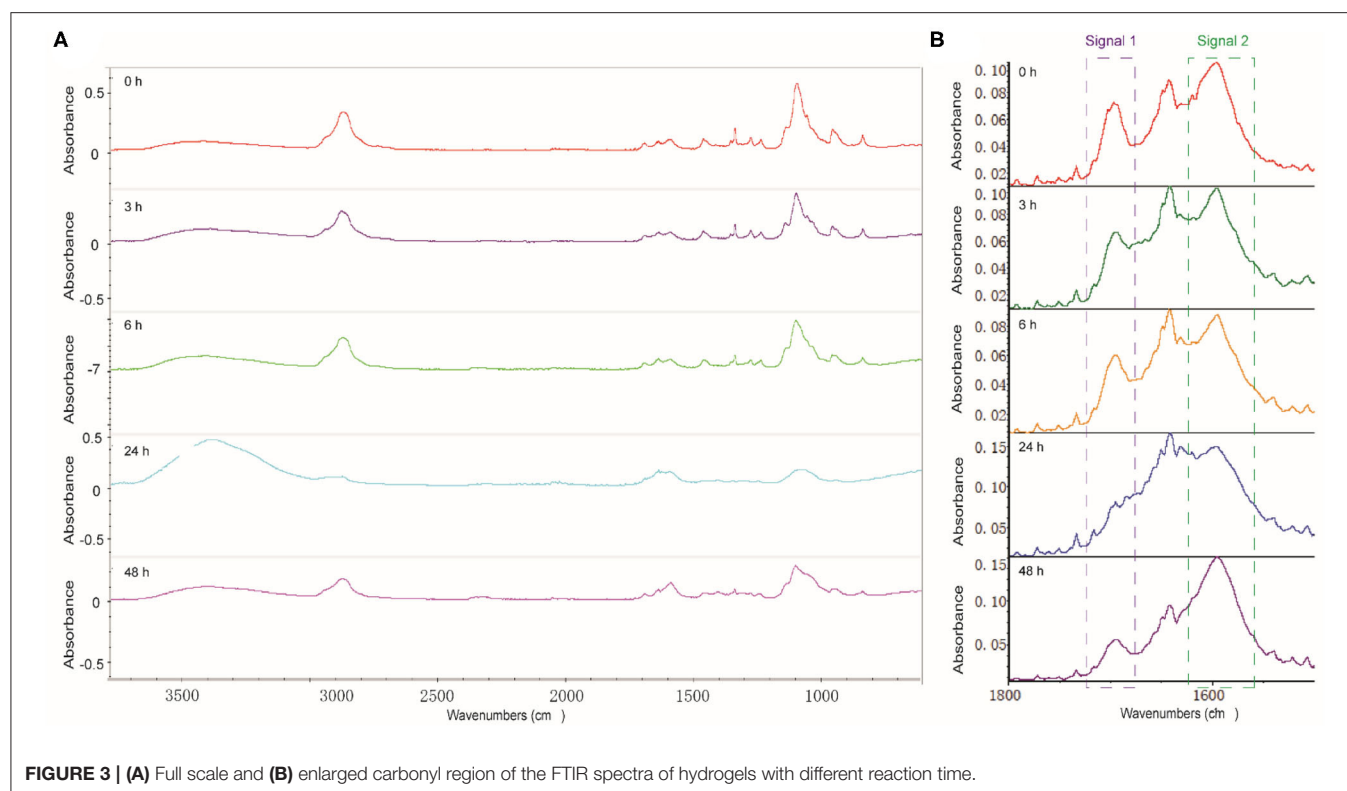 A
0 h
Absorbance
0.5
0
3 h
Absorbance
0
-0.5
6 h
Absorbance
-7
24 h
Absorbance
0.5
0
-0.5
48 h
Absorbance
0
-0.5
3500 3000 2500 2000 1500 1000
Wavenumbers (cm )
B
Signal 1 Signal 2
0 h
Absorbance
0. 10
0. 08
0. 06
0. 04
0. 02
3 h
Absorbance
0. 10
0. 08
0. 06
0. 04
0. 02
6 h
Absorbance
0. 08
0. 06
0. 04
0. 02
24 h
Absorbance
0. 15
0. 10
0. 05
48 h
Absorbance
0. 15
0. 10
0. 05
1800 1600
Wavenumbers (cm )
FIGURE 3 | (A) Full scale and (B) enlarged carbonyl region of the FTIR spectra of hydrogels with different reaction time.